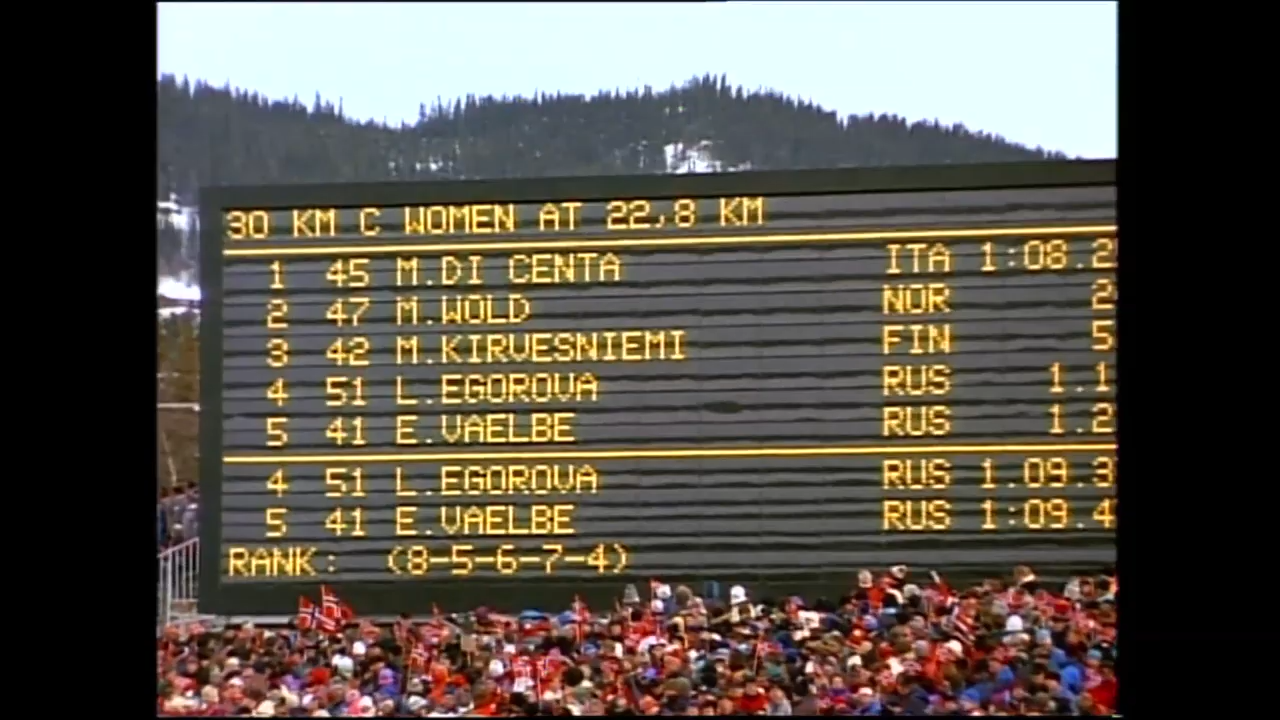 30 KM C WOMEN AT 22,8 KM
1 45 M.DI CENTA ITA 1:08.2
2 47 M.WOLD NOR 2
3 42 M.KIRVESNIEMI FIN 5
4 51 L.EGOROVA RUS 1.1
5 41 E.VAELBE RUS 1.2
4 51 L.EGOROVA RUS 1.09.3
5 41 E.VAELBE RUS 1:09.4
RANK: (8-5-6-7-4)